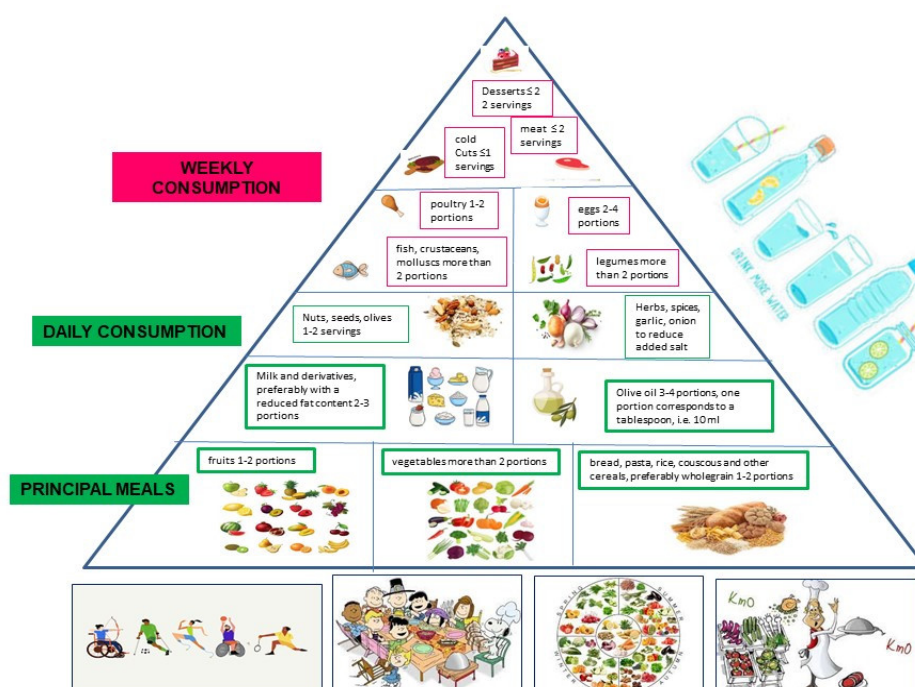 Desserts ≤ 2
2 servings
meat ≤ 2
servings
cold
Cuts ≤1
servings
WEEKLY
CONSUMPTION
poultry 1-2
portions
eggs 2-4
portions
fish, crustaceans,
molluscs more than
2 portions
legumes more
than 2 portions
DRINK MORE WATER
DAILY CONSUMPTION
Nuts, seeds, olives
1-2 servings
Herbs, spices,
garlic, onion
to reduce
added salt
Milk and derivatives,
preferably with a
reduced fat content 2-3
portions
Olive oil 3-4 portions, one
portion corresponds to a
tablespoon, i.e. 10 ml
PRINCIPAL MEALS
fruits 1-2 portions
vegetables more than 2 portions
bread, pasta, rice, couscous and other
cereals, preferably wholegrain 1-2 portions
SPRING
SUMMER
AUTUMN
WINTER
Km0
Km0